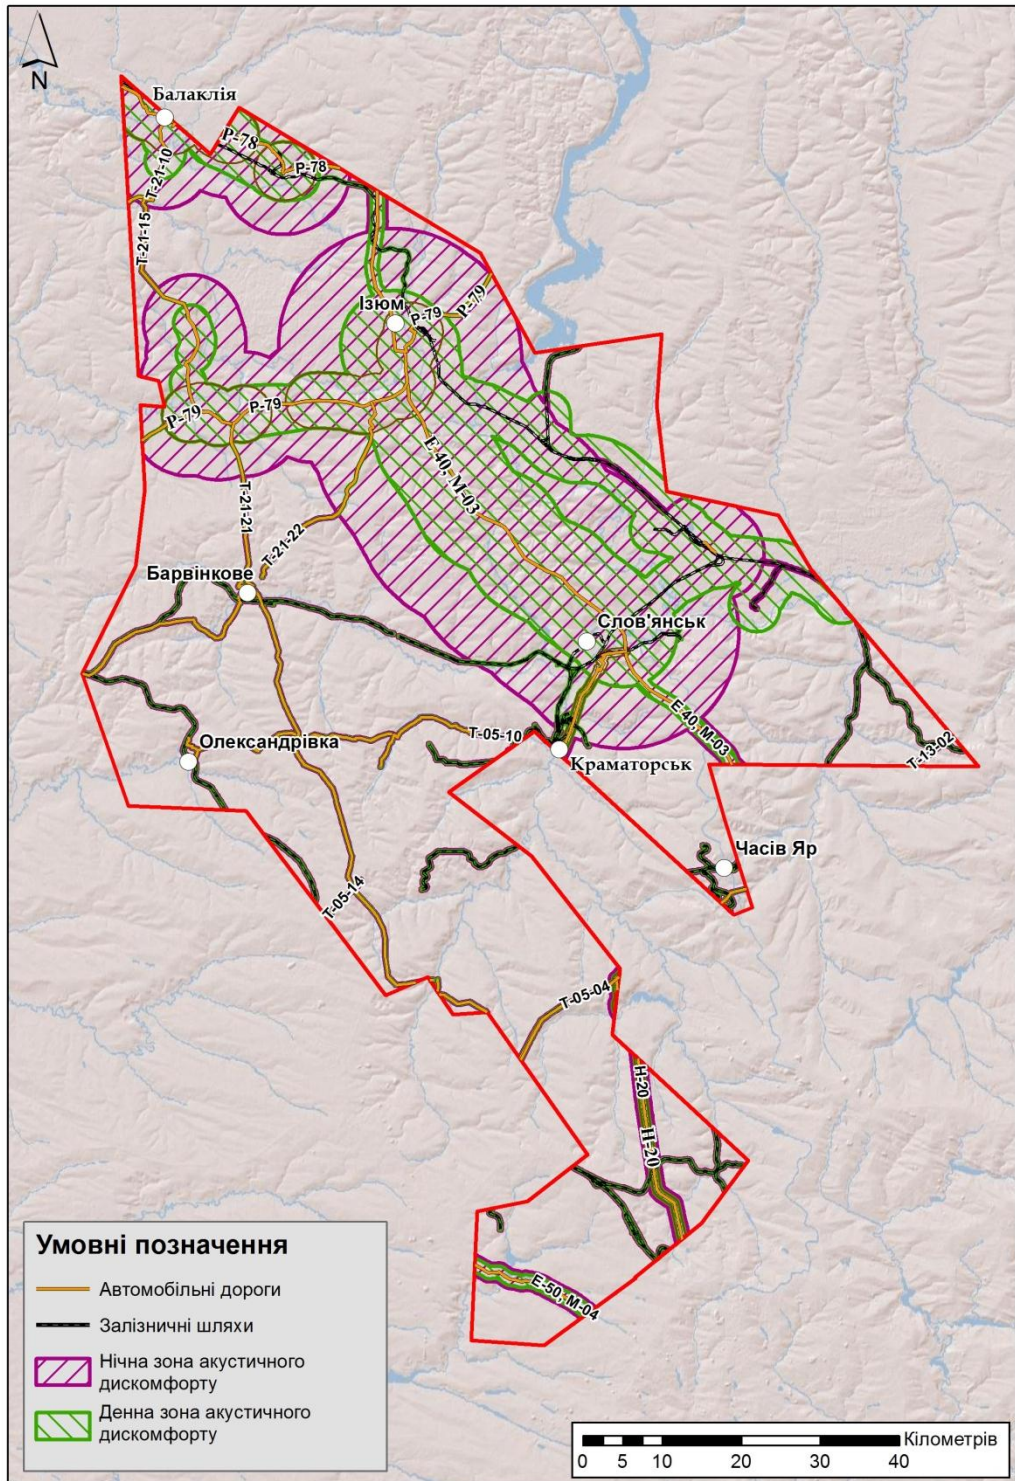 N
Балаклія
Р-78
Р-78
Т-21-10
Т-21-15
Ізюм
Р-79
Р-79
Р-79
Р-79
Е 40, М-03
Т-21-21
Т-21-22
Барвінкове
Слов'янськ
Е 40, М-03
Т-05-10
Олександрівка
Краматорськ
Т-13-02
Часів Яр
Т-05-14
Т-05-04
Н-20
Н-20
Е-50, М-04
Умовні позначення
Автомобільні дороги
Залізничні шляхи
Нічна зона акустичного
дискомфорту
Денна зона акустичного
дискомфорту
Кілометрів
0 5 10 20 30 40